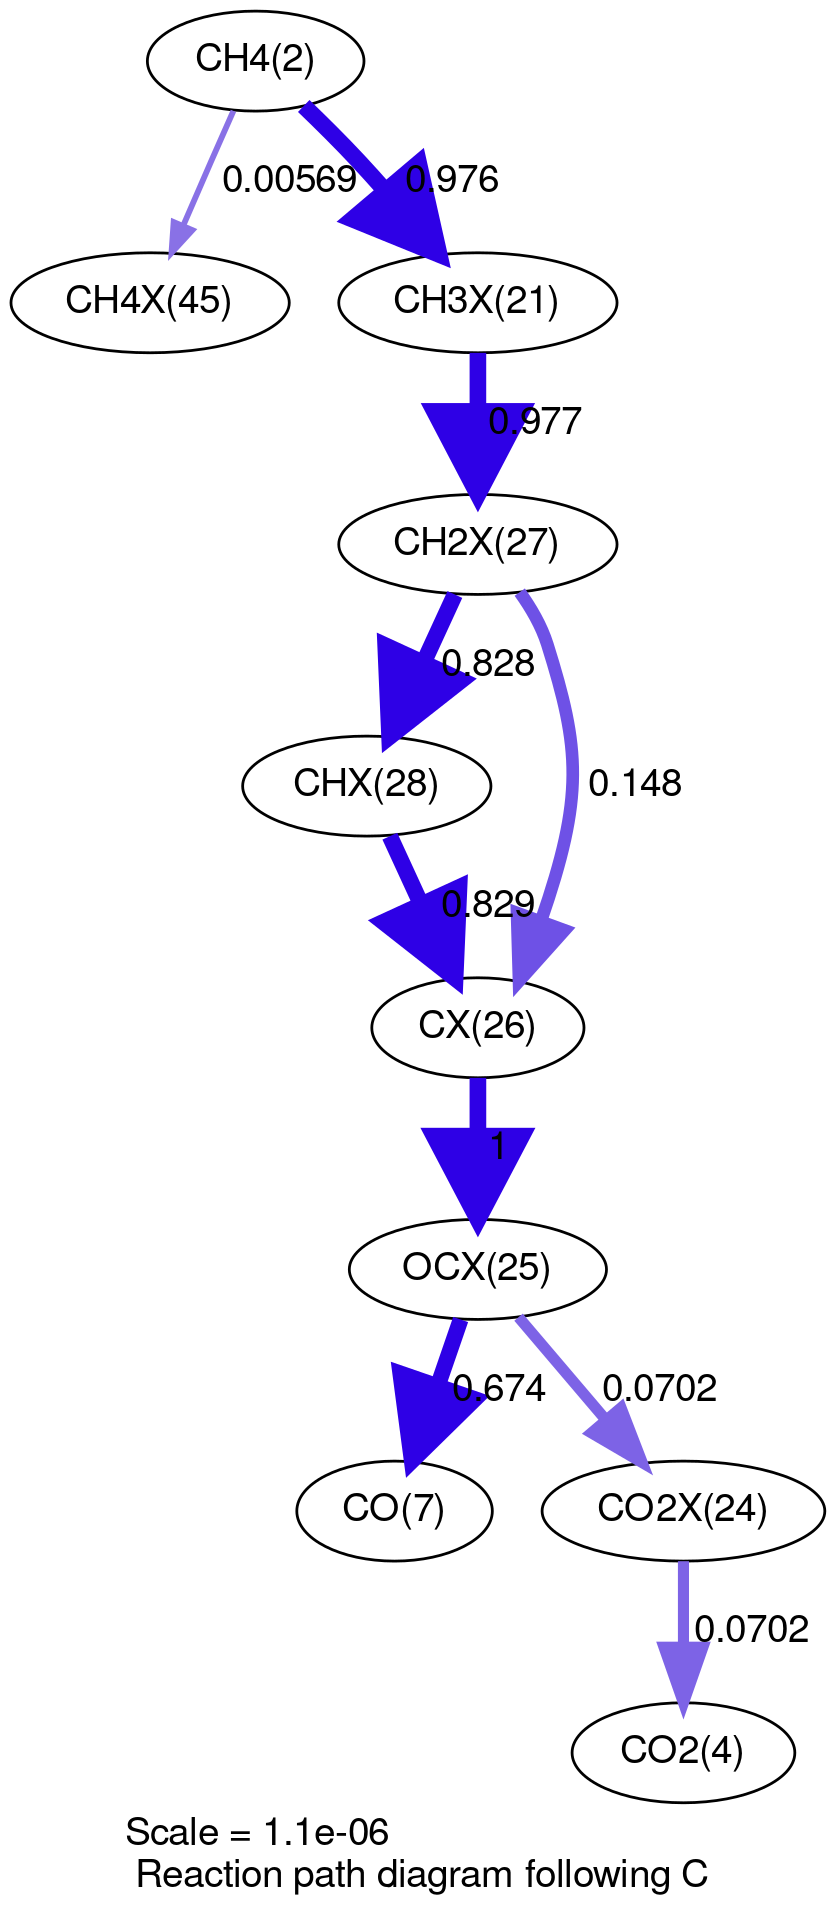 CH4(2)
0.00569
0.976
CH4X(45)
CH3X(21)
0.977
CH2X(27)
0.828
0.148
CHX(28)
0.829
CX(26)
1
OCX(25)
0.674
0.0702
CO(7)
CO2X(24)
0.0702
CO2(4)
Scale = 1.1e-06
Reaction path diagram following C